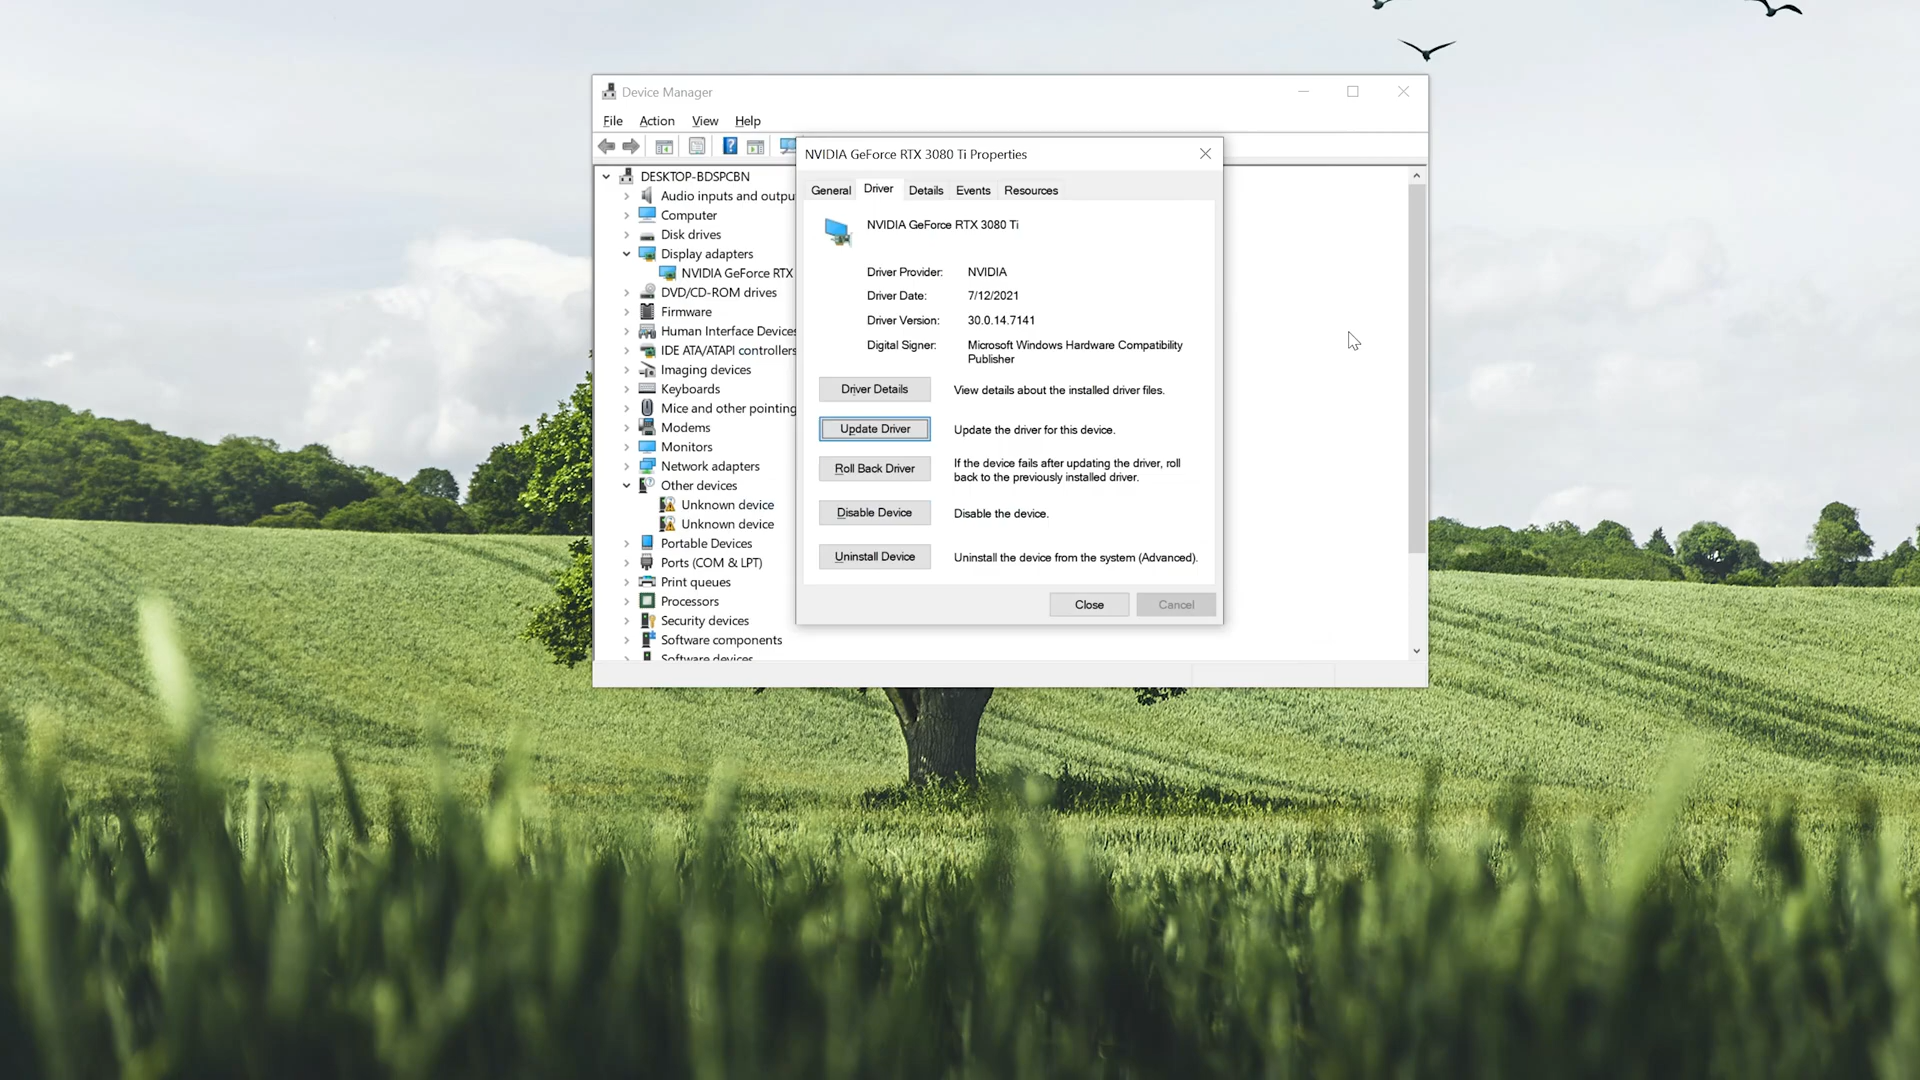 Device Manager
File Action View Help
DESKTOP-BDSPCBN
Audio inputs and outpu
Computer
Disk drives
Display adapters
NVIDIA GeForce RTX
DVD/CD-ROM drives
Firmware
Human Interface Devices
IDE ATA/ATAPI controllers
Imaging devices
Keyboards
Mice and other pointing
Modems
Monitors
Network adapters
Other devices
Unknown device
Unknown device
Portable Devices
Ports (COM & LPT)
Print queues
Processors
Security devices
Software components
Software devices
NVIDIA GeForce RTX 3080 Ti Properties
General Driver Details Events Resources
NVIDIA GeForce RTX 3080 Ti
Driver Provider: NVIDIA
Driver Date: 7/12/2021
Driver Version: 30.0.14.7141
Digital Signer: Microsoft Windows Hardware Compatibility
Publisher
Driver Details View details about the installed driver files.
Update Driver Update the driver for this device.
Roll Back Driver If the device fails after updating the driver, roll
back to the previously installed driver.
Disable Device Disable the device.
Uninstall Device Uninstall the device from the system (Advanced).
Close Cancel